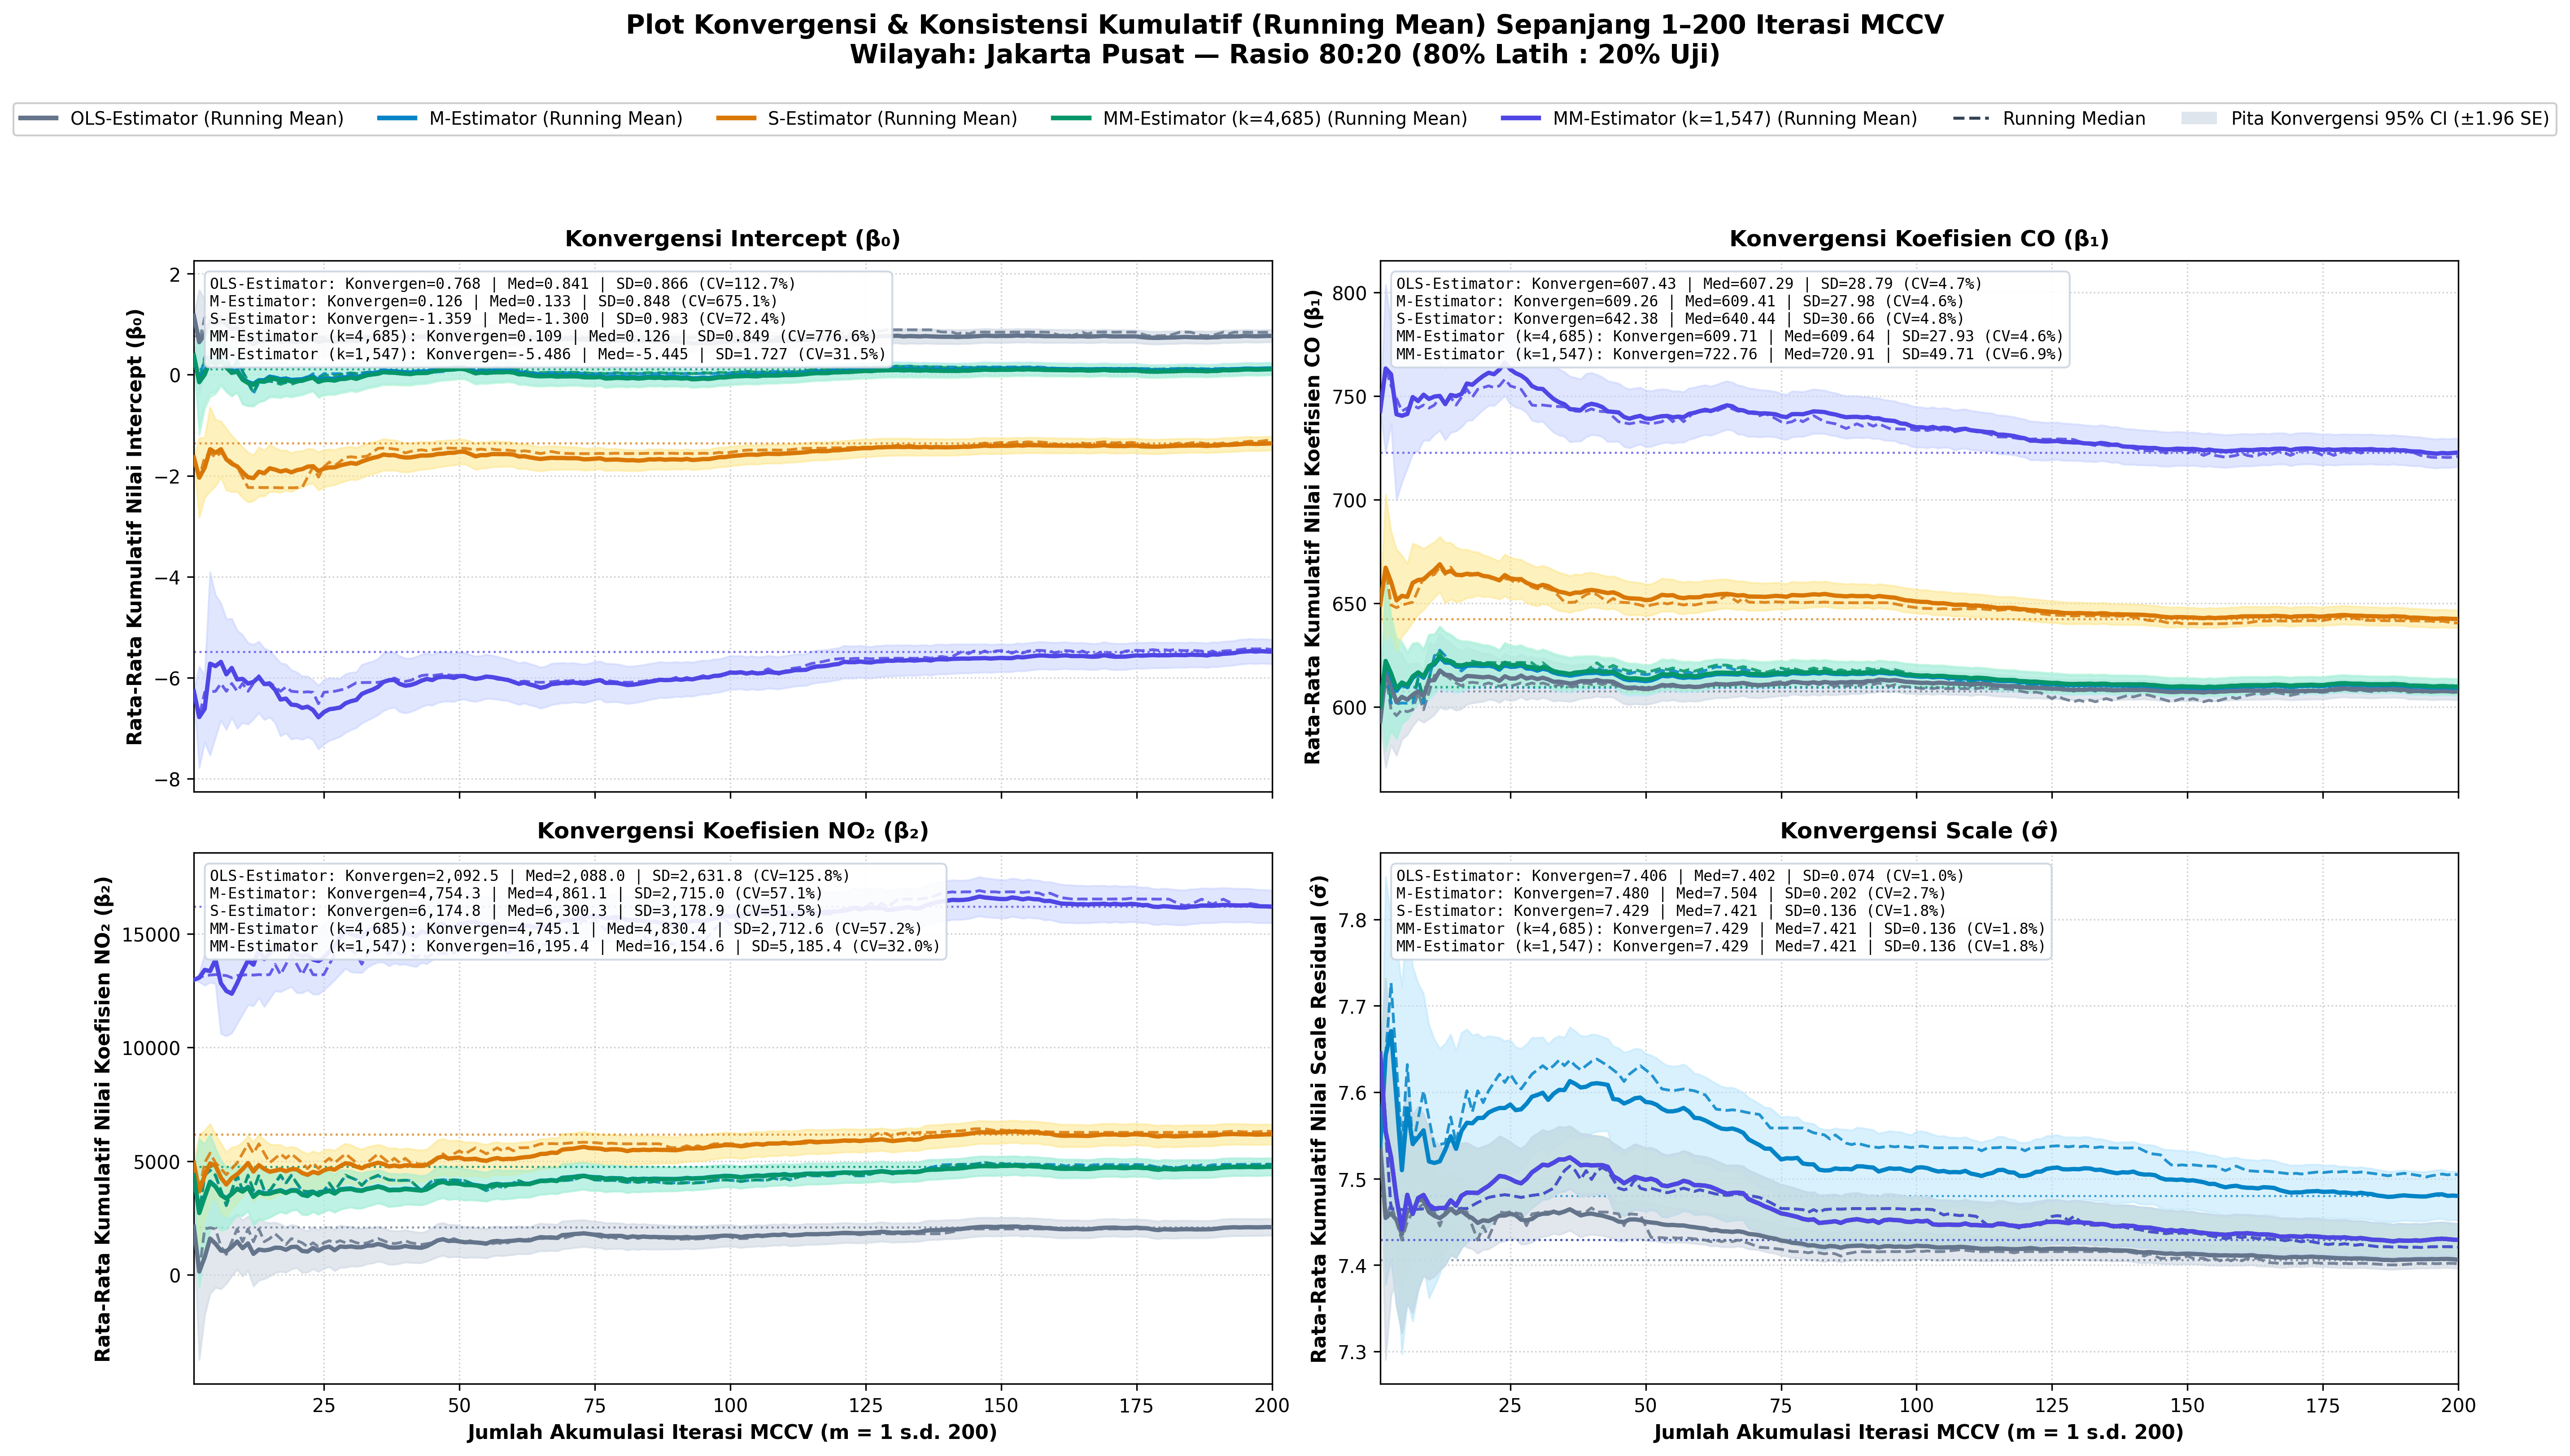 Plot Konvergensi & Konsistensi Kumulatif (Running Mean) Sepanjang 1–200 Iterasi MCCV
Wilayah: Jakarta Pusat — Rasio 80:20 (80% Latih : 20% Uji)
OLS-Estimator (Running Mean) M-Estimator (Running Mean) S-Estimator (Running Mean) MM-Estimator (k=4,685) (Running Mean) MM-Estimator (k=1,547) (Running Mean) Running Median Pita Konvergensi 95% CI (±1.96 SE)
Konvergensi Intercept (β₀)
OLS-Estimator: Konvergen=0.768 | Med=0.841 | SD=0.866 (CV=112.7%)
M-Estimator: Konvergen=0.126 | Med=0.133 | SD=0.848 (CV=675.1%)
S-Estimator: Konvergen=-1.359 | Med=-1.300 | SD=0.983 (CV=72.4%)
MM-Estimator (k=4,685): Konvergen=0.109 | Med=0.126 | SD=0.849 (CV=776.6%)
MM-Estimator (k=1,547): Konvergen=-5.486 | Med=-5.445 | SD=1.727 (CV=31.5%)
Rata-Rata Kumulatif Nilai Intercept (β₀)
2
0
−2
−4
−6
−8
Konvergensi Koefisien CO (β₁)
OLS-Estimator: Konvergen=607.43 | Med=607.29 | SD=28.79 (CV=4.7%)
M-Estimator: Konvergen=609.26 | Med=609.41 | SD=27.98 (CV=4.6%)
S-Estimator: Konvergen=642.38 | Med=640.44 | SD=30.66 (CV=4.8%)
MM-Estimator (k=4,685): Konvergen=609.71 | Med=609.64 | SD=27.93 (CV=4.6%)
MM-Estimator (k=1,547): Konvergen=722.76 | Med=720.91 | SD=49.71 (CV=6.9%)
Rata-Rata Kumulatif Nilai Koefisien CO (β₁)
800
750
700
650
600
Konvergensi Koefisien NO₂ (β₂)
OLS-Estimator: Konvergen=2,092.5 | Med=2,088.0 | SD=2,631.8 (CV=125.8%)
M-Estimator: Konvergen=4,754.3 | Med=4,861.1 | SD=2,715.0 (CV=57.1%)
S-Estimator: Konvergen=6,174.8 | Med=6,300.3 | SD=3,178.9 (CV=51.5%)
MM-Estimator (k=4,685): Konvergen=4,745.1 | Med=4,830.4 | SD=2,712.6 (CV=57.2%)
MM-Estimator (k=1,547): Konvergen=16,195.4 | Med=16,154.6 | SD=5,185.4 (CV=32.0%)
Rata-Rata Kumulatif Nilai Koefisien NO₂ (β₂)
15000
10000
5000
0
25 50 75 100 125 150 175 200
Jumlah Akumulasi Iterasi MCCV (m = 1 s.d. 200)
Konvergensi Scale (σ̂)
OLS-Estimator: Konvergen=7.406 | Med=7.402 | SD=0.074 (CV=1.0%)
M-Estimator: Konvergen=7.480 | Med=7.504 | SD=0.202 (CV=2.7%)
S-Estimator: Konvergen=7.429 | Med=7.421 | SD=0.136 (CV=1.8%)
MM-Estimator (k=4,685): Konvergen=7.429 | Med=7.421 | SD=0.136 (CV=1.8%)
MM-Estimator (k=1,547): Konvergen=7.429 | Med=7.421 | SD=0.136 (CV=1.8%)
Rata-Rata Kumulatif Nilai Scale Residual (σ̂)
7.8
7.7
7.6
7.5
7.4
7.3
25 50 75 100 125 150 175 200
Jumlah Akumulasi Iterasi MCCV (m = 1 s.d. 200)